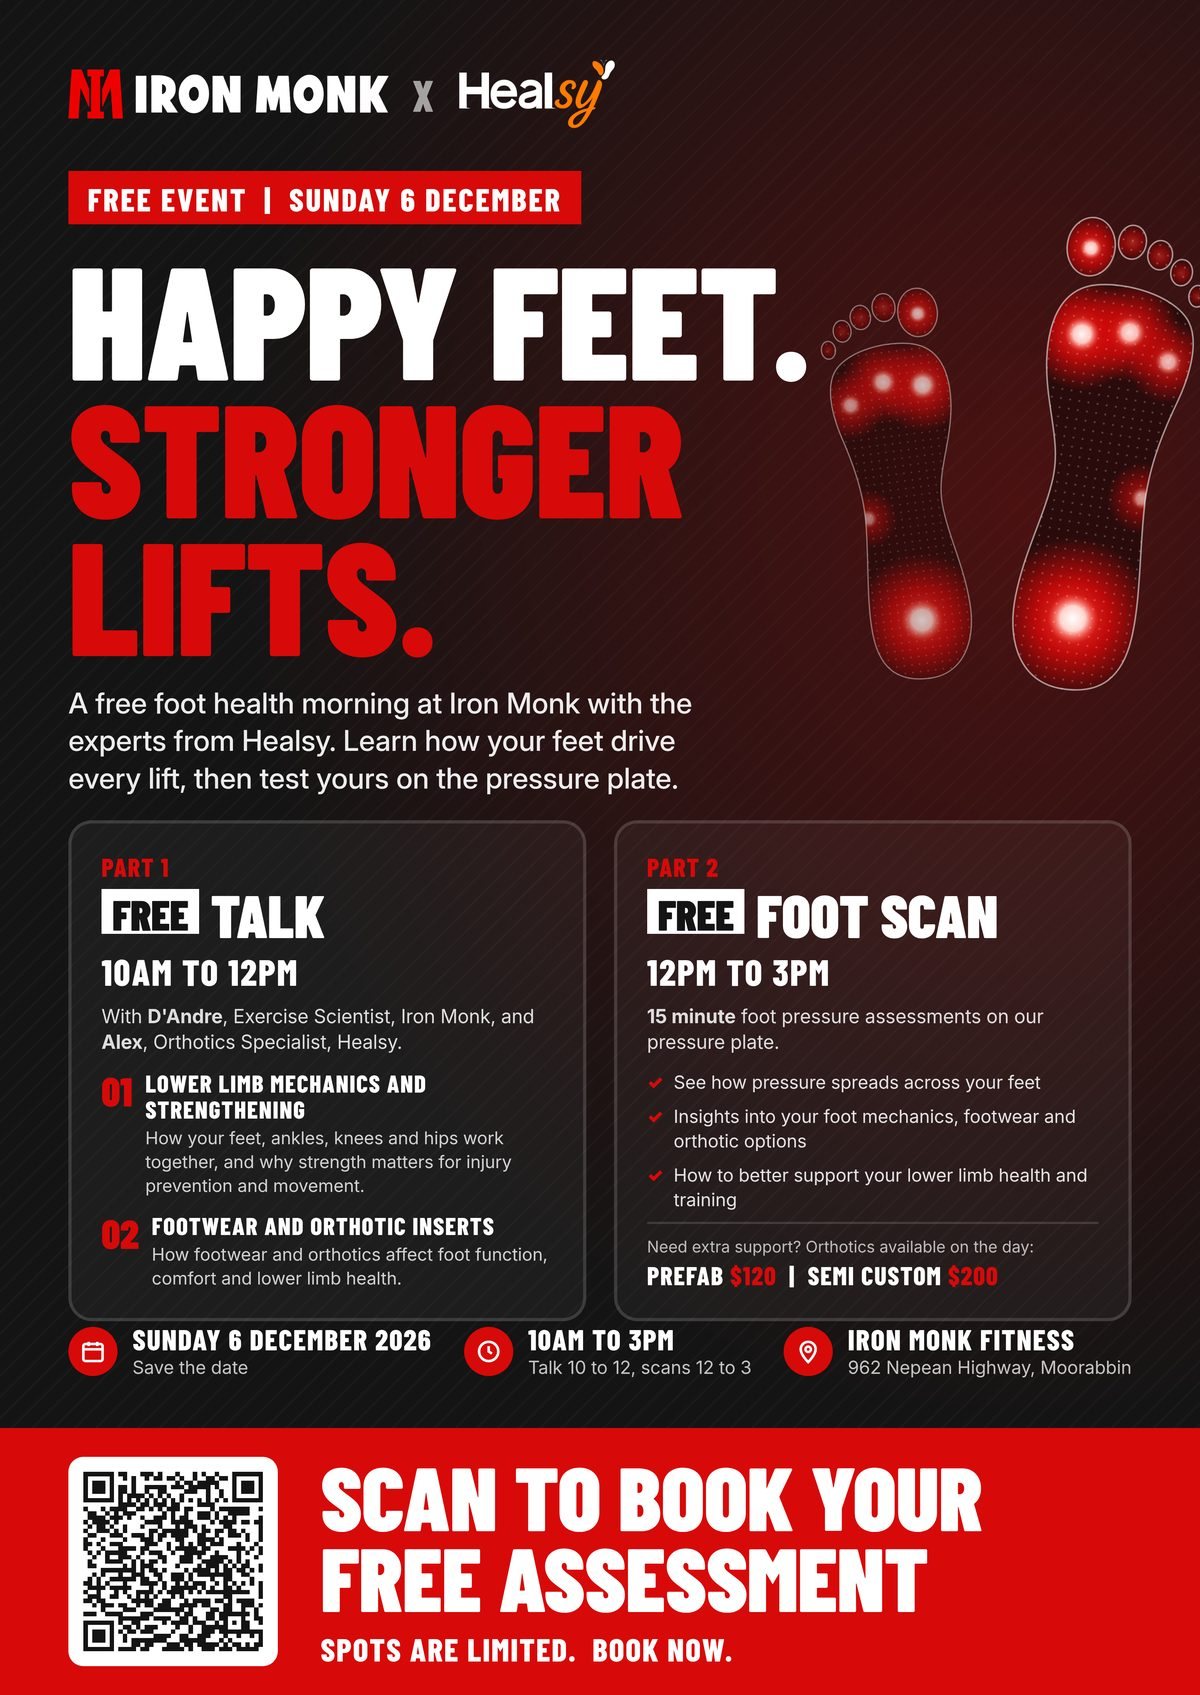 IM IRON MONK X Healsy
FREE EVENT | SUNDAY 6 DECEMBER
HAPPY FEET.
STRONGER
LIFTS.
A free foot health morning at Iron Monk with the
experts from Healsy. Learn how your feet drive
every lift, then test yours on the pressure plate.
PART 1
FREE TALK
10AM TO 12PM
With D'Andre, Exercise Scientist, Iron Monk, and
Alex, Orthotics Specialist, Healsy.
01 LOWER LIMB MECHANICS AND
STRENGTHENING
How your feet, ankles, knees and hips work
together, and why strength matters for injury
prevention and movement.
02 FOOTWEAR AND ORTHOTIC INSERTS
How footwear and orthotics affect foot function,
comfort and lower limb health.
PART 2
FREE FOOT SCAN
12PM TO 3PM
15 minute foot pressure assessments on our
pressure plate.
See how pressure spreads across your feet
Insights into your foot mechanics, footwear and
orthotic options
How to better support your lower limb health and
training
Need extra support? Orthotics available on the day:
PREFAB $120 | SEMI CUSTOM $200
SUNDAY 6 DECEMBER 2026
Save the date
10AM TO 3PM
Talk 10 to 12, scans 12 to 3
IRON MONK FITNESS
962 Nepean Highway, Moorabbin
SCAN TO BOOK YOUR
FREE ASSESSMENT
SPOTS ARE LIMITED. BOOK NOW.